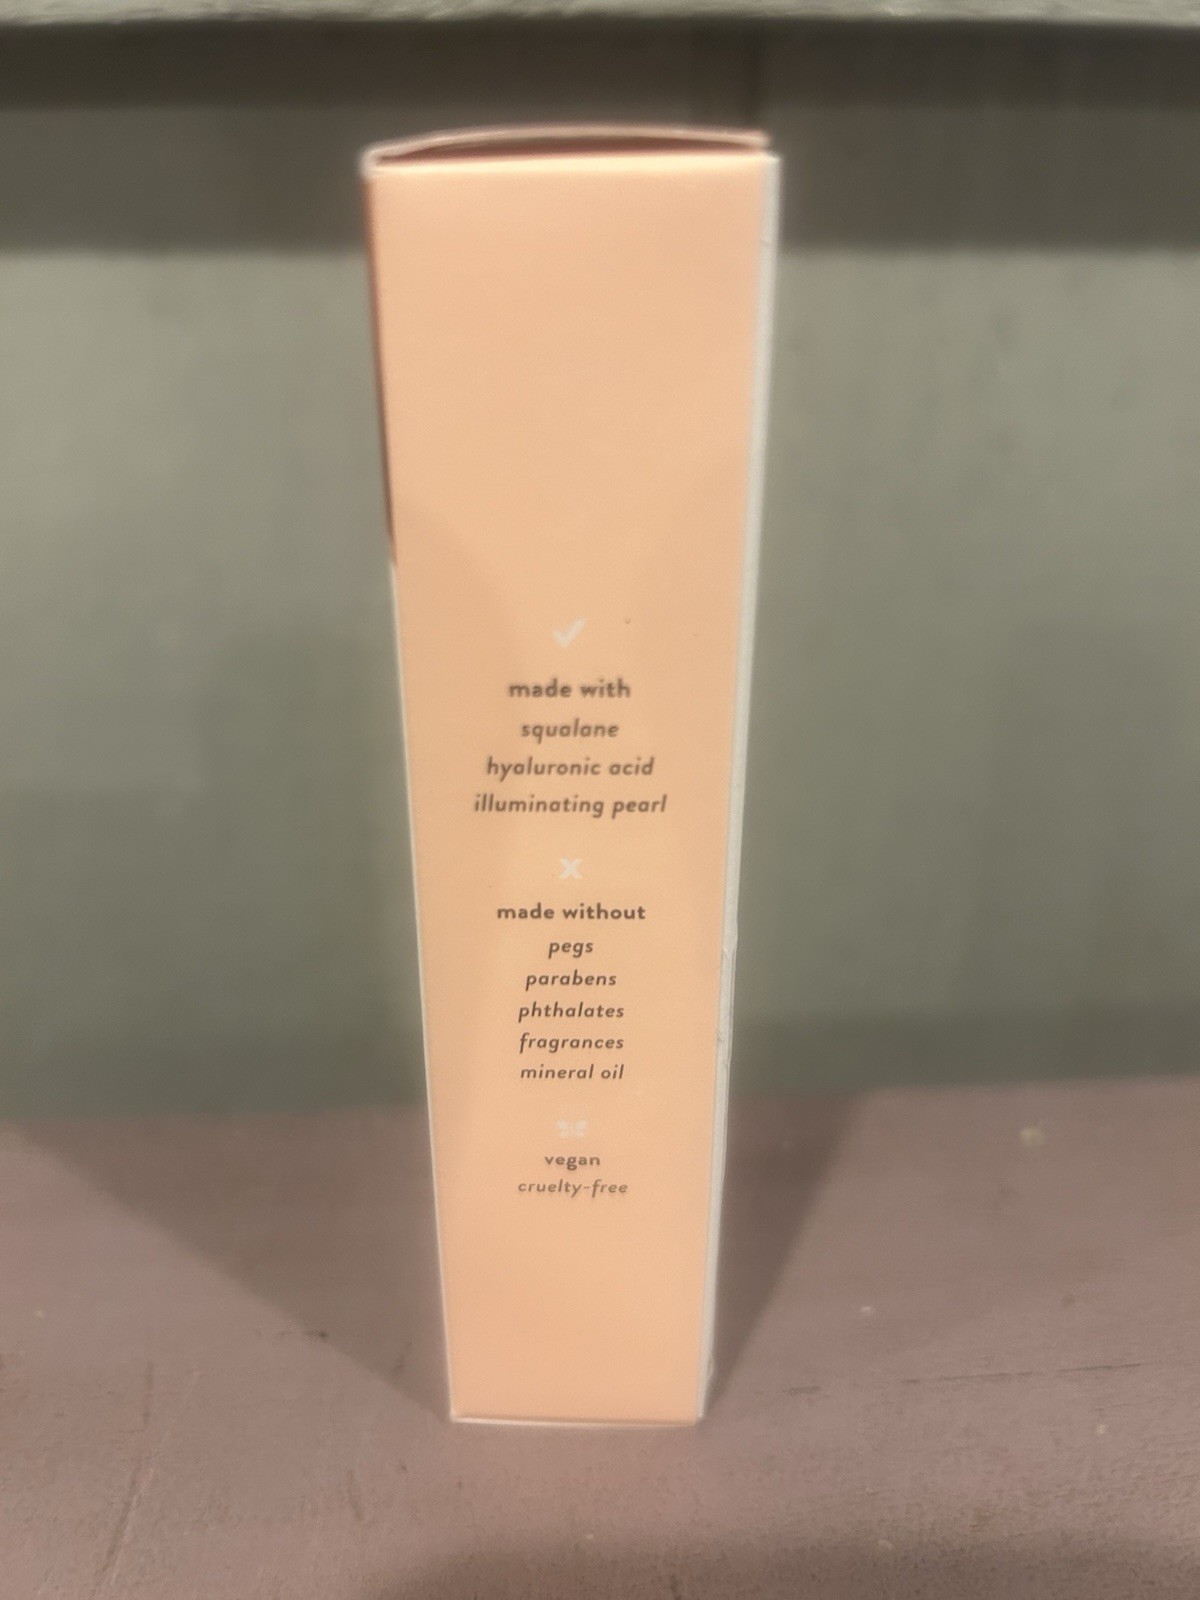 made with
squalane
hyaluronic acid
illuminating pearl
x
made without
pegs
parabens
phthalates
fragrances
mineral oil
vegan
cruelty-free